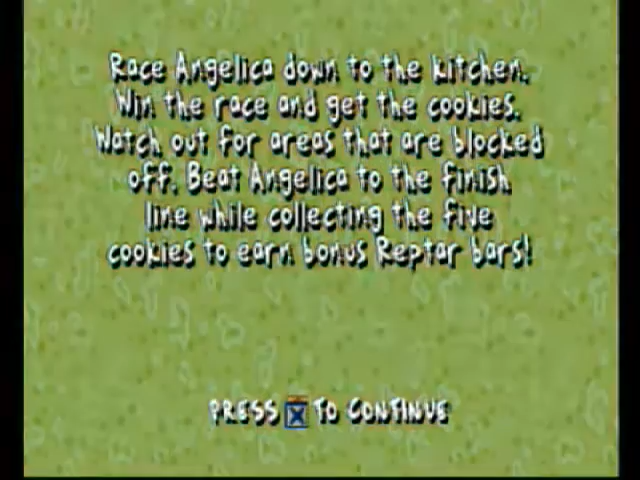 Race Angelica down to the kitchen.
Win the race and get the cookies.
Watch out for areas that are blocked
off. Beat Angelica to the finish
line while collecting the five
cookies to earn bonus Reptar bars!
PRESS X TO CONTINUE